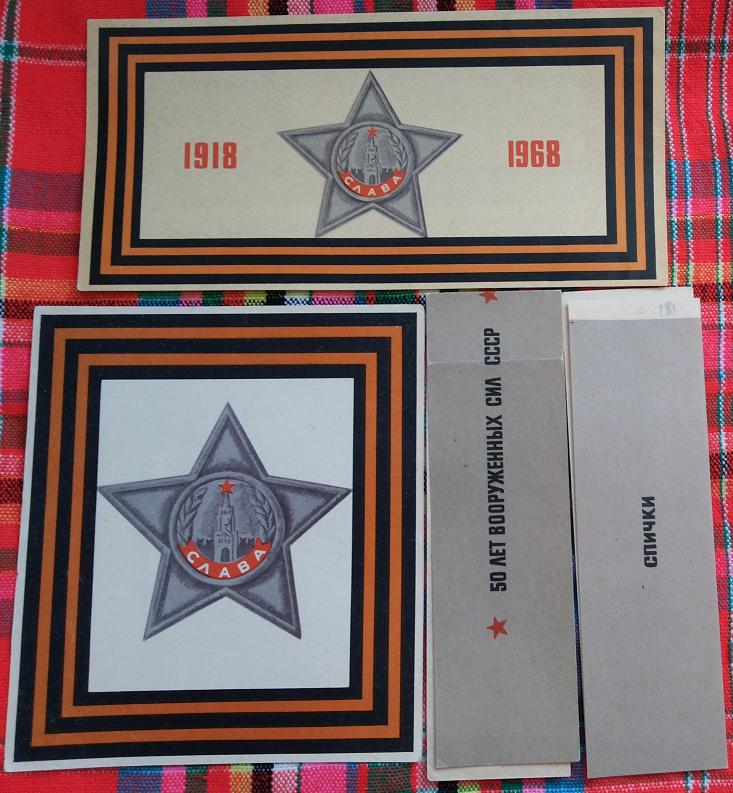 1918
1968
СЛАВА
СЛАВА
50 ЛЕТ ВООРУЖЕННЫХ СИЛ СССР
СПИЧКИ